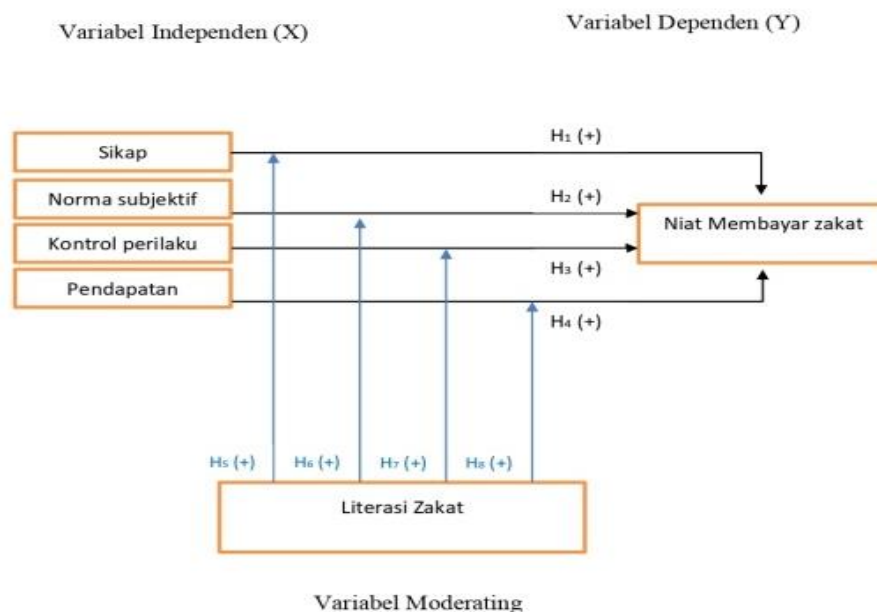 Variabel Independen (X)
Variabel Dependen (Y)
Sikap
H1 (+)
Norma subjektif
H2 (+)
Niat Membayar zakat
Kontrol perilaku
H3 (+)
Pendapatan
H4 (+)
H5 (+)
H6 (+)
H7 (+)
H8 (+)
Literasi Zakat
Variabel Moderating